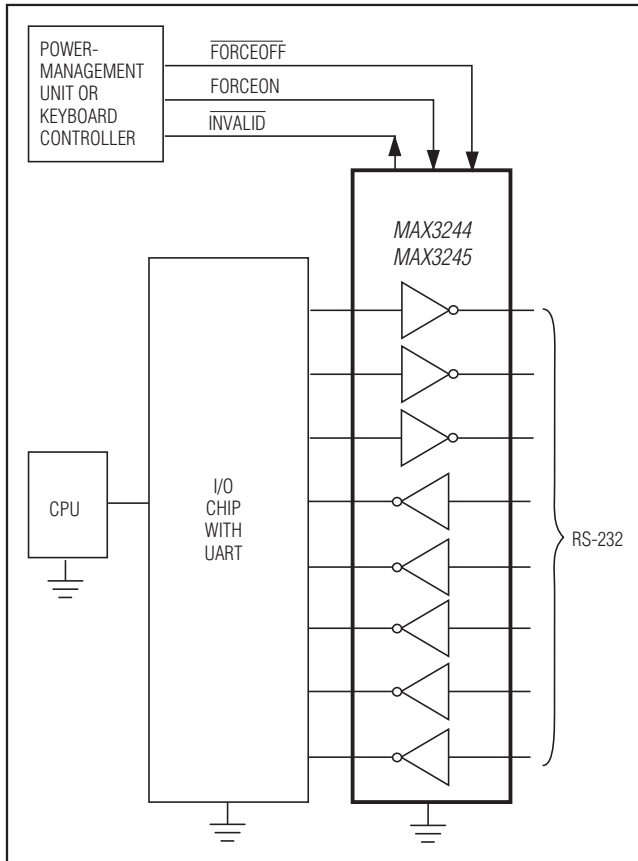 POWER-
MANAGEMENT
UNIT OR
KEYBOARD
CONTROLLER
FORCEOFF
FORCEON
INVALID
MAX3244
MAX3245
CPU
I/O
CHIP
WITH
UART
RS-232